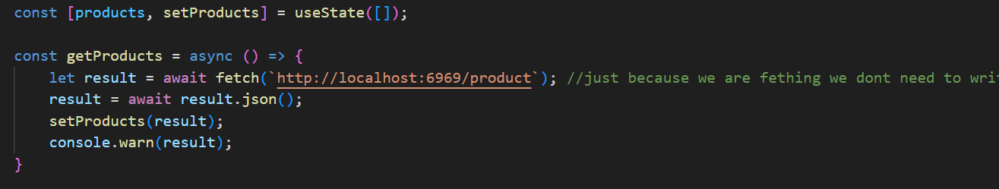 const [products, setProducts] = useState([]);
const getProducts = async () => {
let result = await fetch(`http://localhost:6969/product`); //just because we are fething we dont need to wri
result = await result.json();
setProducts(result);
console.warn(result);
}